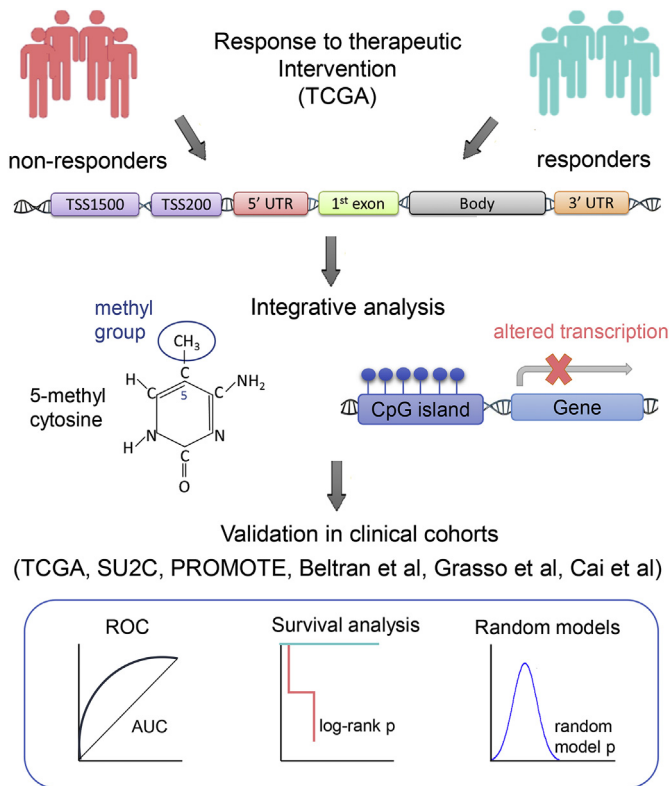 Response to therapeutic
Intervention
(TCGA)
non-responders
responders
TSS1500
TSS200
5' UTR
1st exon
Body
3' UTR
Integrative analysis
methyl
group
CH3
C
5
H
C
C
NH2
5-methyl
cytosine
H
N
N
C
O
altered transcription
CpG island
Gene
Validation in clinical cohorts
(TCGA, SU2C, PROMOTE, Beltran et al, Grasso et al, Cai et al)
ROC
AUC
Survival analysis
log-rank p
Random models
random
model p